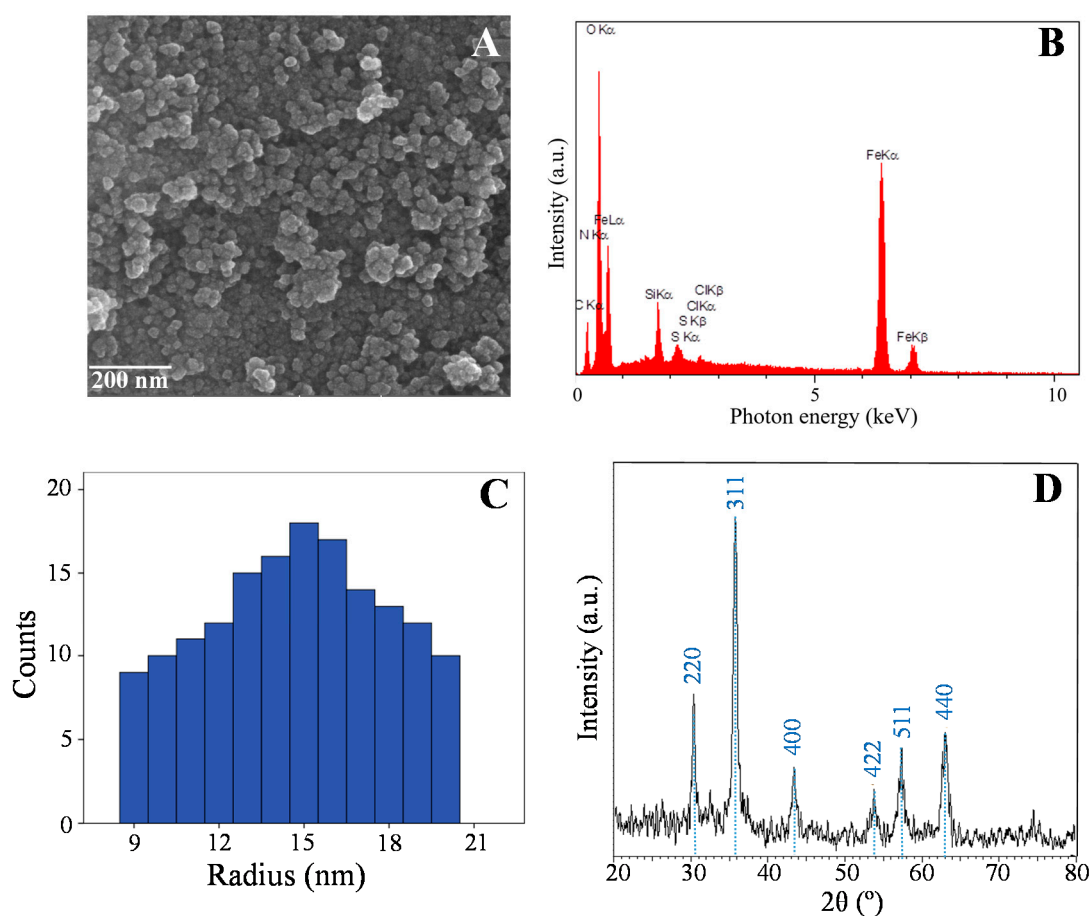 A
200 nm
B
O Kα
N Kα
FeLα
C Kα
SiKα
ClKβ
ClKα
S Kβ
S Kα
FeKα
FeKβ
Intensity (a.u.)
5
10
Photon energy (keV)
C
20
15
10
5
0
Counts
9
12
15
18
21
Radius (nm)
D
220
311
400
422
511
440
Intensity (a.u.)
20
30
40
50
60
70
80
2θ (º)